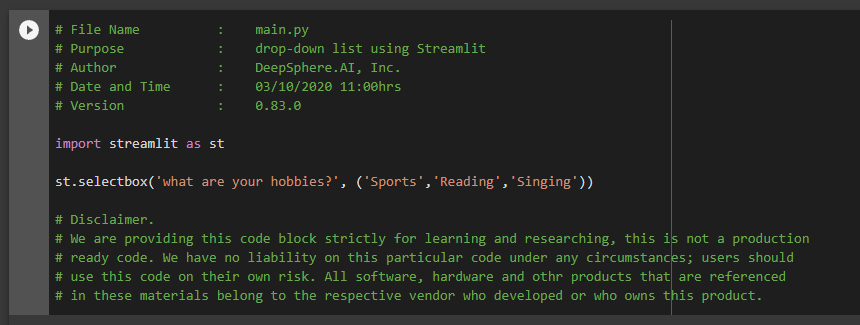 # File Name          :    main.py
# Purpose            :    drop-down list using Streamlit
# Author             :    DeepSphere.AI, Inc.
# Date and Time      :    03/10/2020 11:00hrs
# Version            :    0.83.0
import streamlit as st
st.selectbox('what are your hobbies?', ('Sports','Reading','Singing'))
# Disclaimer.
# We are providing this code block strictly for learning and researching, this is not a production
# ready code. We have no liability on this particular code under any circumstances; users should
# use this code on their own risk. All software, hardware and othr products that are referenced
# in these materials belong to the respective vendor who developed or who owns this product.